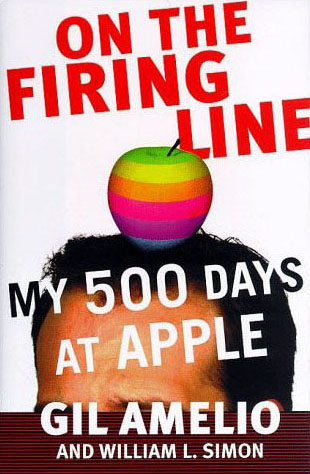 ON THE
FIRING
LINE
MY 500 DAYS
AT APPLE
GIL AMELIO
AND WILLIAM L. SIMON